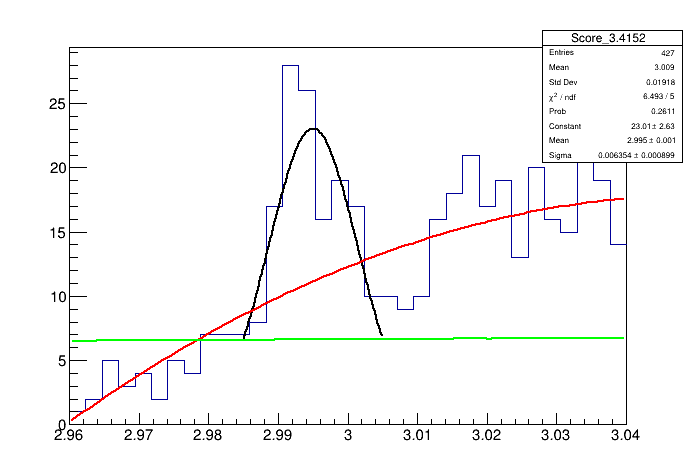 Score_3.4152
Entries 427
Mean 3.009
Std Dev 0.01918
χ² / ndf 6.493 / 5
Prob 0.2611
Constant 23.01 ± 2.63
Mean 2.995 ± 0.001
Sigma 0.006354 ± 0.000899
25
20
15
10
5
0
2.96 2.97 2.98 2.99 3 3.01 3.02 3.03 3.04